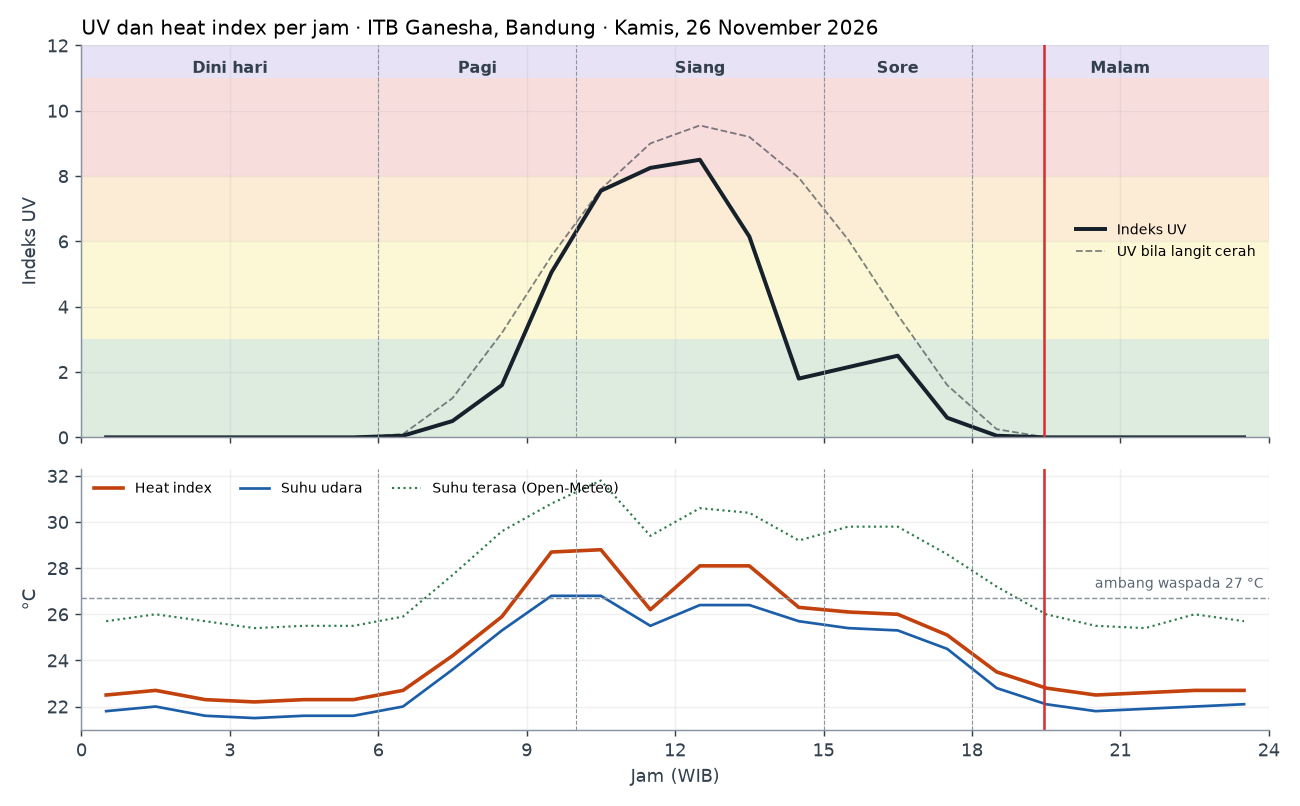 UV dan heat index per jam · ITB Ganesha, Bandung · Kamis, 26 November 2026
12
10
8
6
4
2
0
Indeks UV
Dini hari
Pagi
Siang
Sore
Malam
Indeks UV
UV bila langit cerah
32
30
28
26
24
22
°C
Heat index
Suhu udara
Suhu terasa (Open-Meteo)
ambang waspada 27 °C
0 3 6 9 12 15 18 21 24
Jam (WIB)